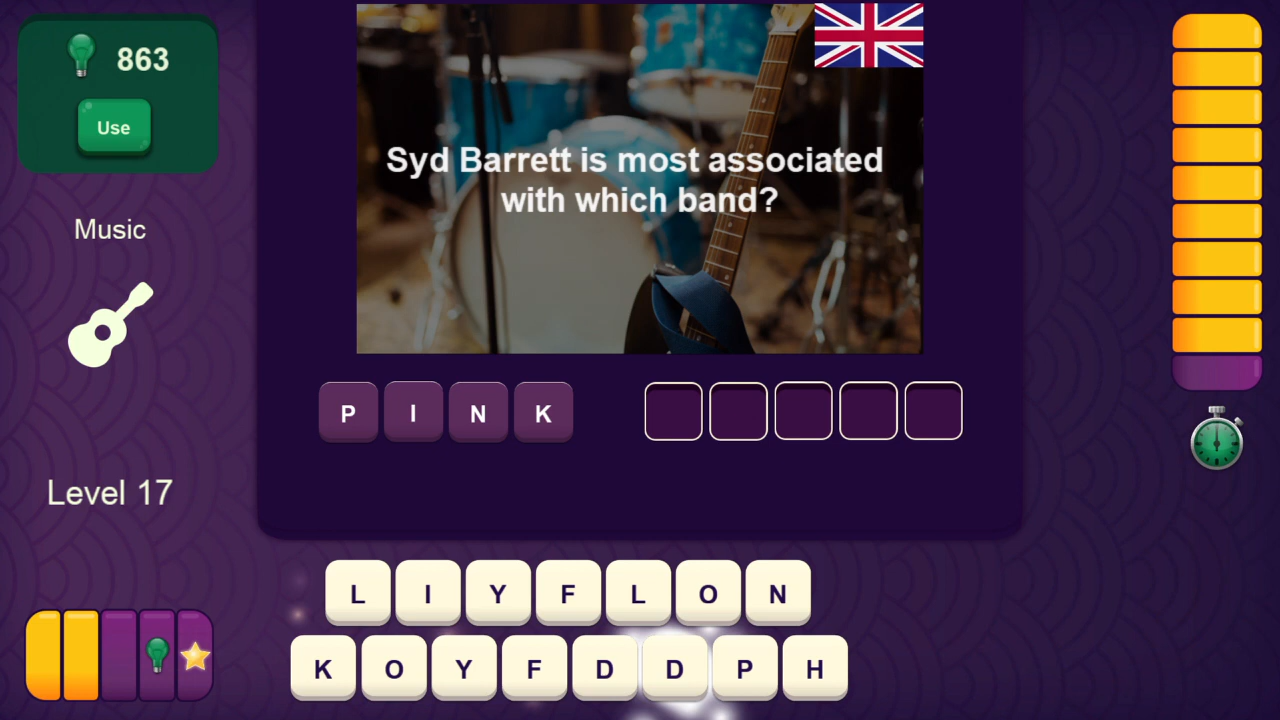 863
Use
Music
Level 17
Syd Barrett is most associated
with which band?
P I N K
L I Y F L O N
K O Y F D D P H